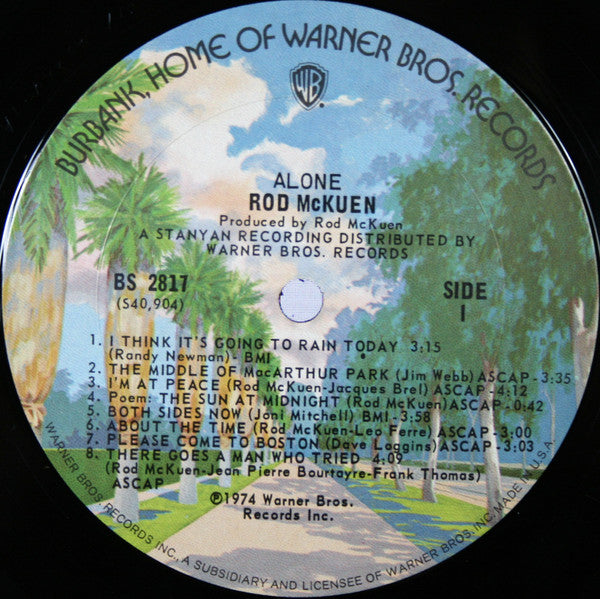 BURBANK, HOME OF WARNER BROS. RECORDS
WB
ALONE
ROD McKUEN
Produced by Rod McKuen
A STANYAN RECORDING DISTRIBUTED BY
WARNER BROS. RECORDS
BS 2817
(S40,904)
SIDE
1
1. I THINK IT'S GOING TO RAIN TODAY 3:15
(Randy Newman)- BMI
2. THE MIDDLE OF MacARTHUR PARK (Jim Webb) ASCAP - 3:35
3. I'M AT PEACE (Rod McKuen-Jacques Brel) ASCAP - 4:12
4. Poem: THE SUN AT MIDNIGHT (Rod McKuen) ASCAP - 0:42
5. BOTH SIDES NOW (Joni Mitchell) BMI - 3:58
6. ABOUT THE TIME (Rod McKuen-Leo Ferre) ASCAP - 3:00
7. PLEASE COME TO BOSTON (Dave Loggins) ASCAP - 3:03
8. THERE GOES A MAN WHO TRIED 4:09
(Rod McKuen-Jean Pierre Bourtayre-Frank Thomas)
ASCAP
℗1974 Warner Bros.
Records Inc.
WARNER BROS. RECORDS INC., A SUBSIDIARY AND LICENSEE OF WARNER BROS. INC. MADE IN U.S.A.